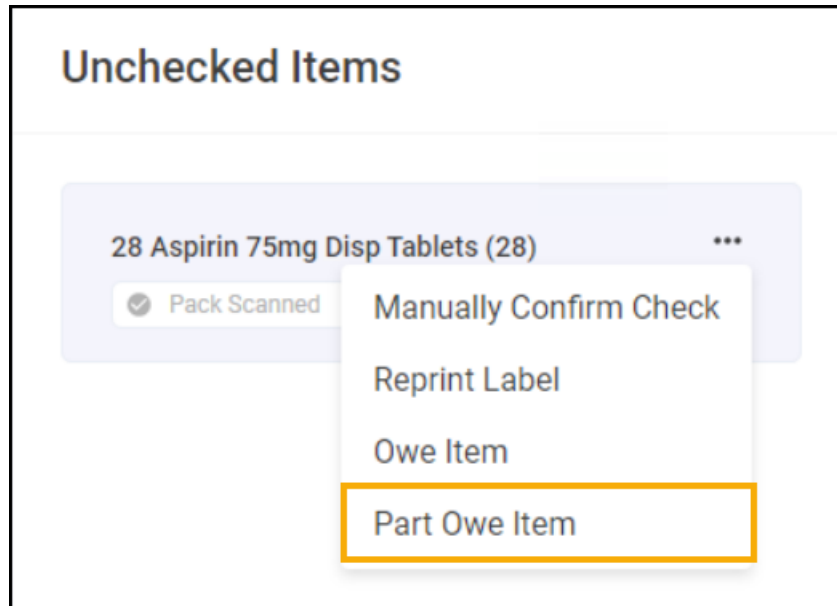 Unchecked Items
28 Aspirin 75mg Disp Tablets (28)
Pack Scanned
Manually Confirm Check
Reprint Label
Owe Item
Part Owe Item